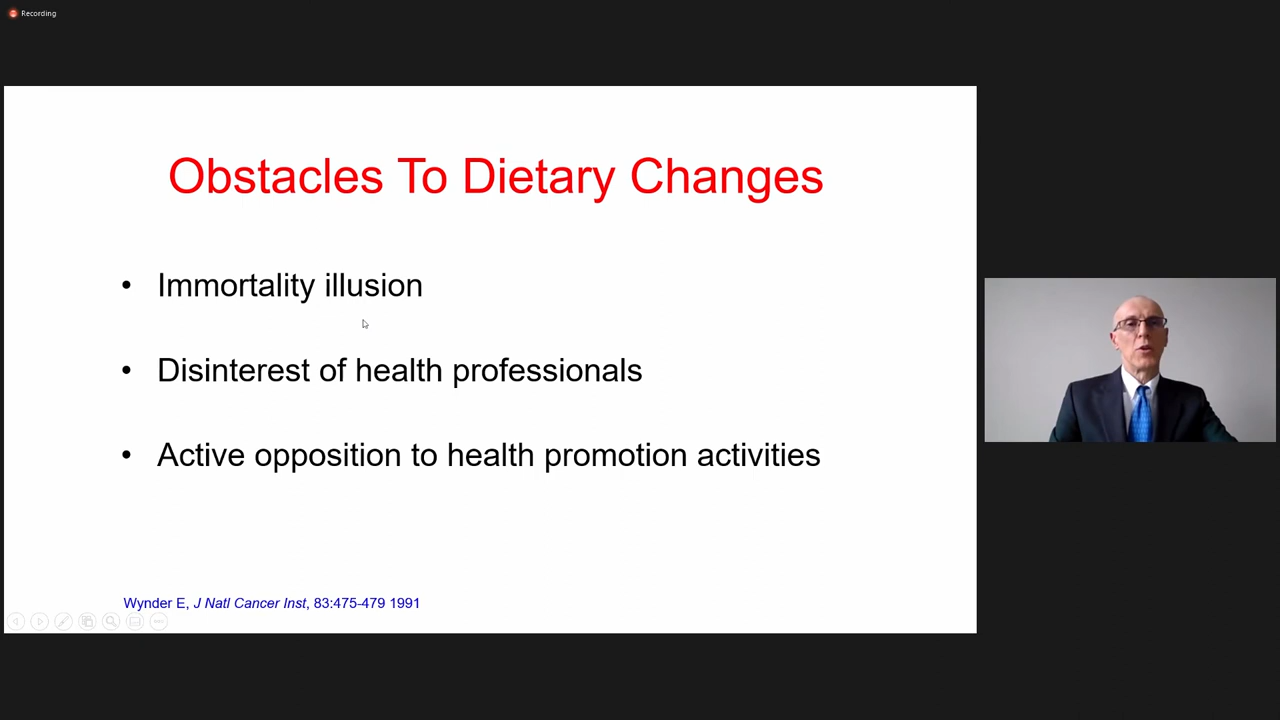 Recording
Obstacles To Dietary Changes
• Immortality illusion
• Disinterest of health professionals
• Active opposition to health promotion activities
Wynder E, J Natl Cancer Inst, 83:475-479 1991